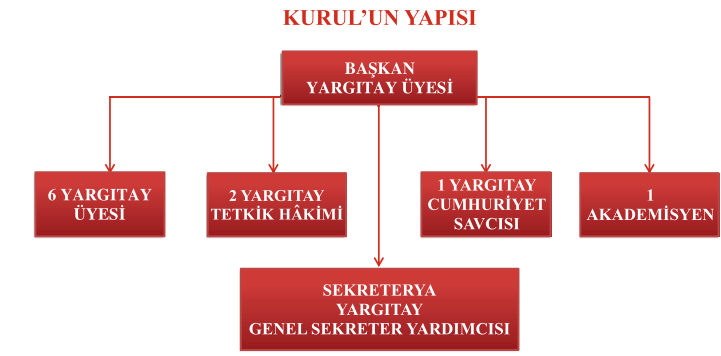 KURUL’UN YAPISI
BAŞKAN
YARGITAY ÜYESİ
6 YARGITAY
ÜYESİ
2 YARGITAY
TETKİK HÂKİMİ
1 YARGITAY
CUMHURİYET
SAVCISI
1
AKADEMİSYEN
SEKRETERYA
YARGITAY
GENEL SEKRETER YARDIMCISI